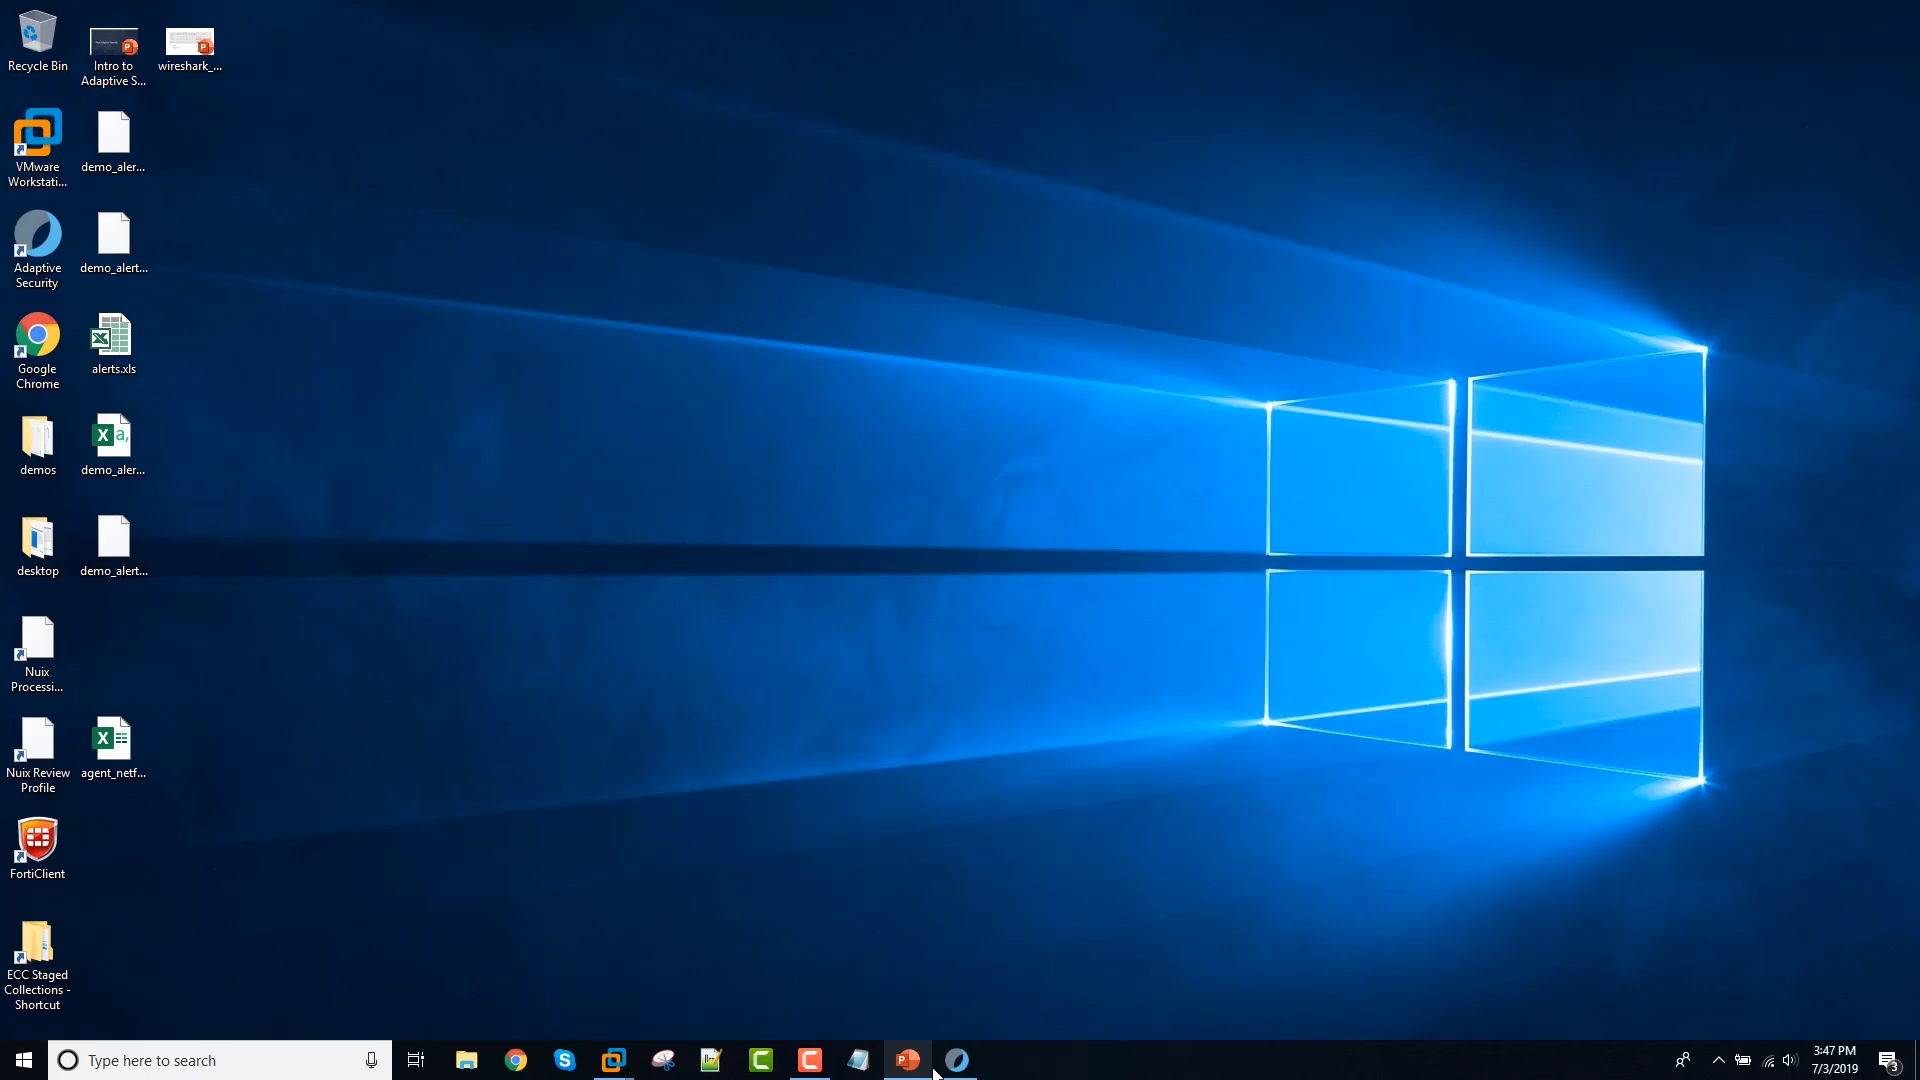 Recycle Bin
Intro to
Adaptive S...
wireshark_...
VMware
Workstati...
demo_aler...
Adaptive
Security
demo_alert...
Google
Chrome
alerts.xls
demos
demo_aler...
desktop
demo_alert...
Nuix
Processi...
Nuix Review
Profile
agent_netf...
FortiClient
ECC Staged
Collections -
Shortcut
Type here to search
3:47 PM
7/3/2019
3